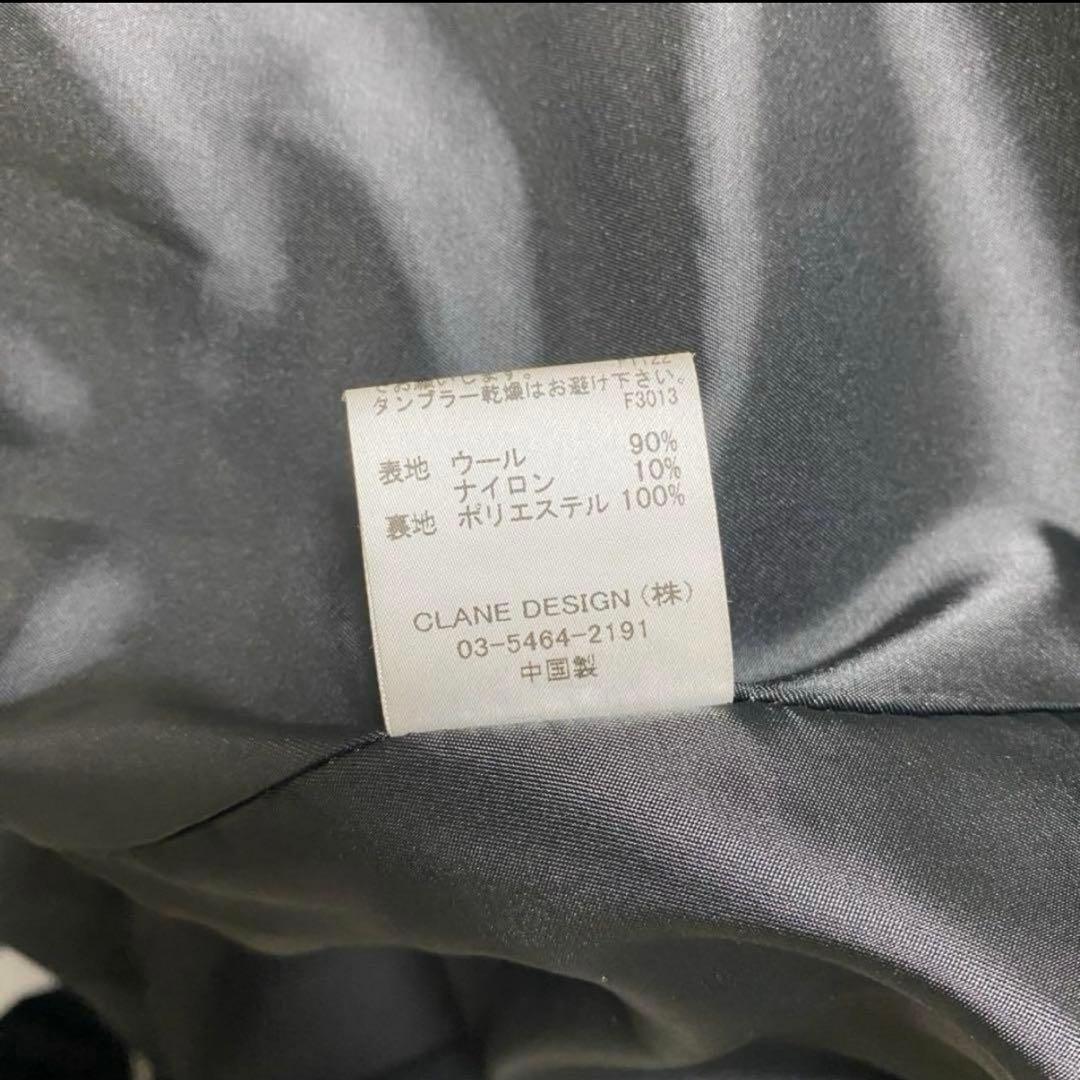 タンブラー乾燥はお避け下さい。
F3013
表地 ウール 90%
ナイロン 10%
裏地 ポリエステル 100%
CLANE DESIGN(株)
03-5464-2191
中国製